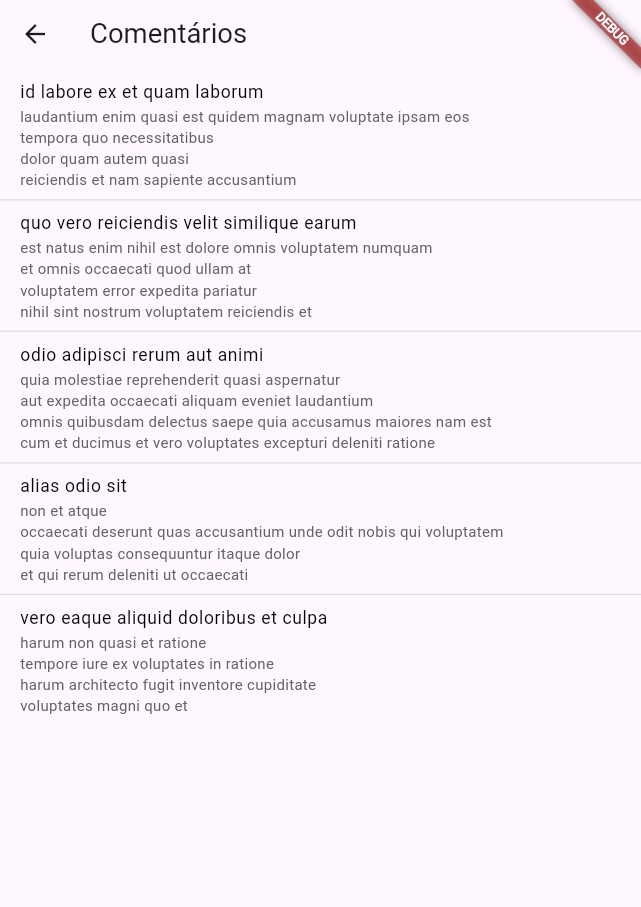 Comentários
DEBUG
id labore ex et quam laborum
laudantium enim quasi est quidem magnam voluptate ipsam eos
tempora quo necessitatibus
dolor quam autem quasi
reiciendis et nam sapiente accusantium
quo vero reiciendis velit similique earum
est natus enim nihil est dolore omnis voluptatem numquam
et omnis occaecati quod ullam at
voluptatem error expedita pariatur
nihil sint nostrum voluptatem reiciendis et
odio adipisci rerum aut animi
quia molestiae reprehenderit quasi aspernatur
aut expedita occaecati aliquam eveniet laudantium
omnis quibusdam delectus saepe quia accusamus maiores nam est
cum et ducimus et vero voluptates excepturi deleniti ratione
alias odio sit
non et atque
occaecati deserunt quas accusantium unde odit nobis qui voluptatem
quia voluptas consequuntur itaque dolor
et qui rerum deleniti ut occaecati
vero eaque aliquid doloribus et culpa
harum non quasi et ratione
tempore iure ex voluptates in ratione
harum architecto fugit inventore cupiditate
voluptates magni quo et